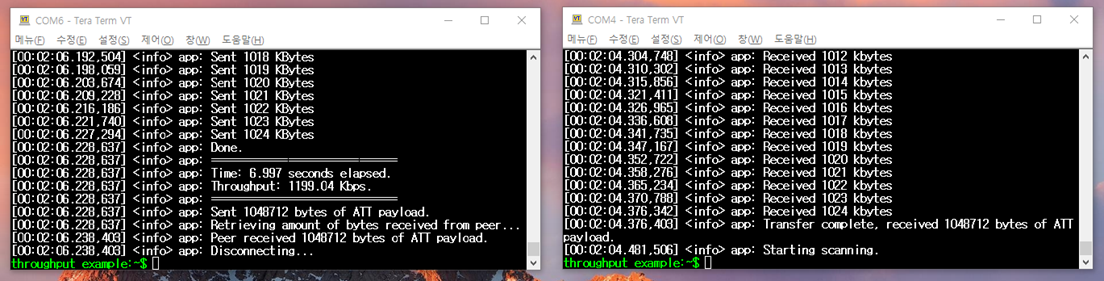 COM6 - Tera Term VT
메뉴(F) 수정(E) 설정(S) 제어(O) 창(W) 도움말(H)
[00:02:06.192,504] <info> app: Sent 1018 KBytes
[00:02:06.198,059] <info> app: Sent 1019 KBytes
[00:02:06.203,674] <info> app: Sent 1020 KBytes
[00:02:06.209,228] <info> app: Sent 1021 KBytes
[00:02:06.216,186] <info> app: Sent 1022 KBytes
[00:02:06.221,740] <info> app: Sent 1023 KBytes
[00:02:06.227,294] <info> app: Sent 1024 KBytes
[00:02:06.228,637] <info> app: Done.
[00:02:06.228,637] <info> app: ================================
[00:02:06.228,637] <info> app: Time: 6.997 seconds elapsed.
[00:02:06.228,637] <info> app: Throughput: 1199.04 Kbps.
[00:02:06.228,637] <info> app: ================================
[00:02:06.228,637] <info> app: Sent 1048712 bytes of ATT payload.
[00:02:06.228,637] <info> app: Retrieving amount of bytes received from peer...
[00:02:06.238,403] <info> app: Peer received 1048712 bytes of ATT payload.
[00:02:06.238,403] <info> app: Disconnecting...
throughput example:~$
COM4 - Tera Term VT
메뉴(F) 수정(E) 설정(S) 제어(O) 창(W) 도움말(H)
[00:02:04.304,748] <info> app: Received 1012 kbytes
[00:02:04.310,302] <info> app: Received 1013 kbytes
[00:02:04.315,856] <info> app: Received 1014 kbytes
[00:02:04.321,411] <info> app: Received 1015 kbytes
[00:02:04.326,965] <info> app: Received 1016 kbytes
[00:02:04.336,608] <info> app: Received 1017 kbytes
[00:02:04.341,735] <info> app: Received 1018 kbytes
[00:02:04.347,167] <info> app: Received 1019 kbytes
[00:02:04.352,722] <info> app: Received 1020 kbytes
[00:02:04.358,276] <info> app: Received 1021 kbytes
[00:02:04.365,234] <info> app: Received 1022 kbytes
[00:02:04.370,788] <info> app: Received 1023 kbytes
[00:02:04.376,342] <info> app: Received 1024 kbytes
[00:02:04.376,403] <info> app: Transfer complete, received 1048712 bytes of ATT
payload.
[00:02:04.481,506] <info> app: Starting scanning.
throughput example:~$